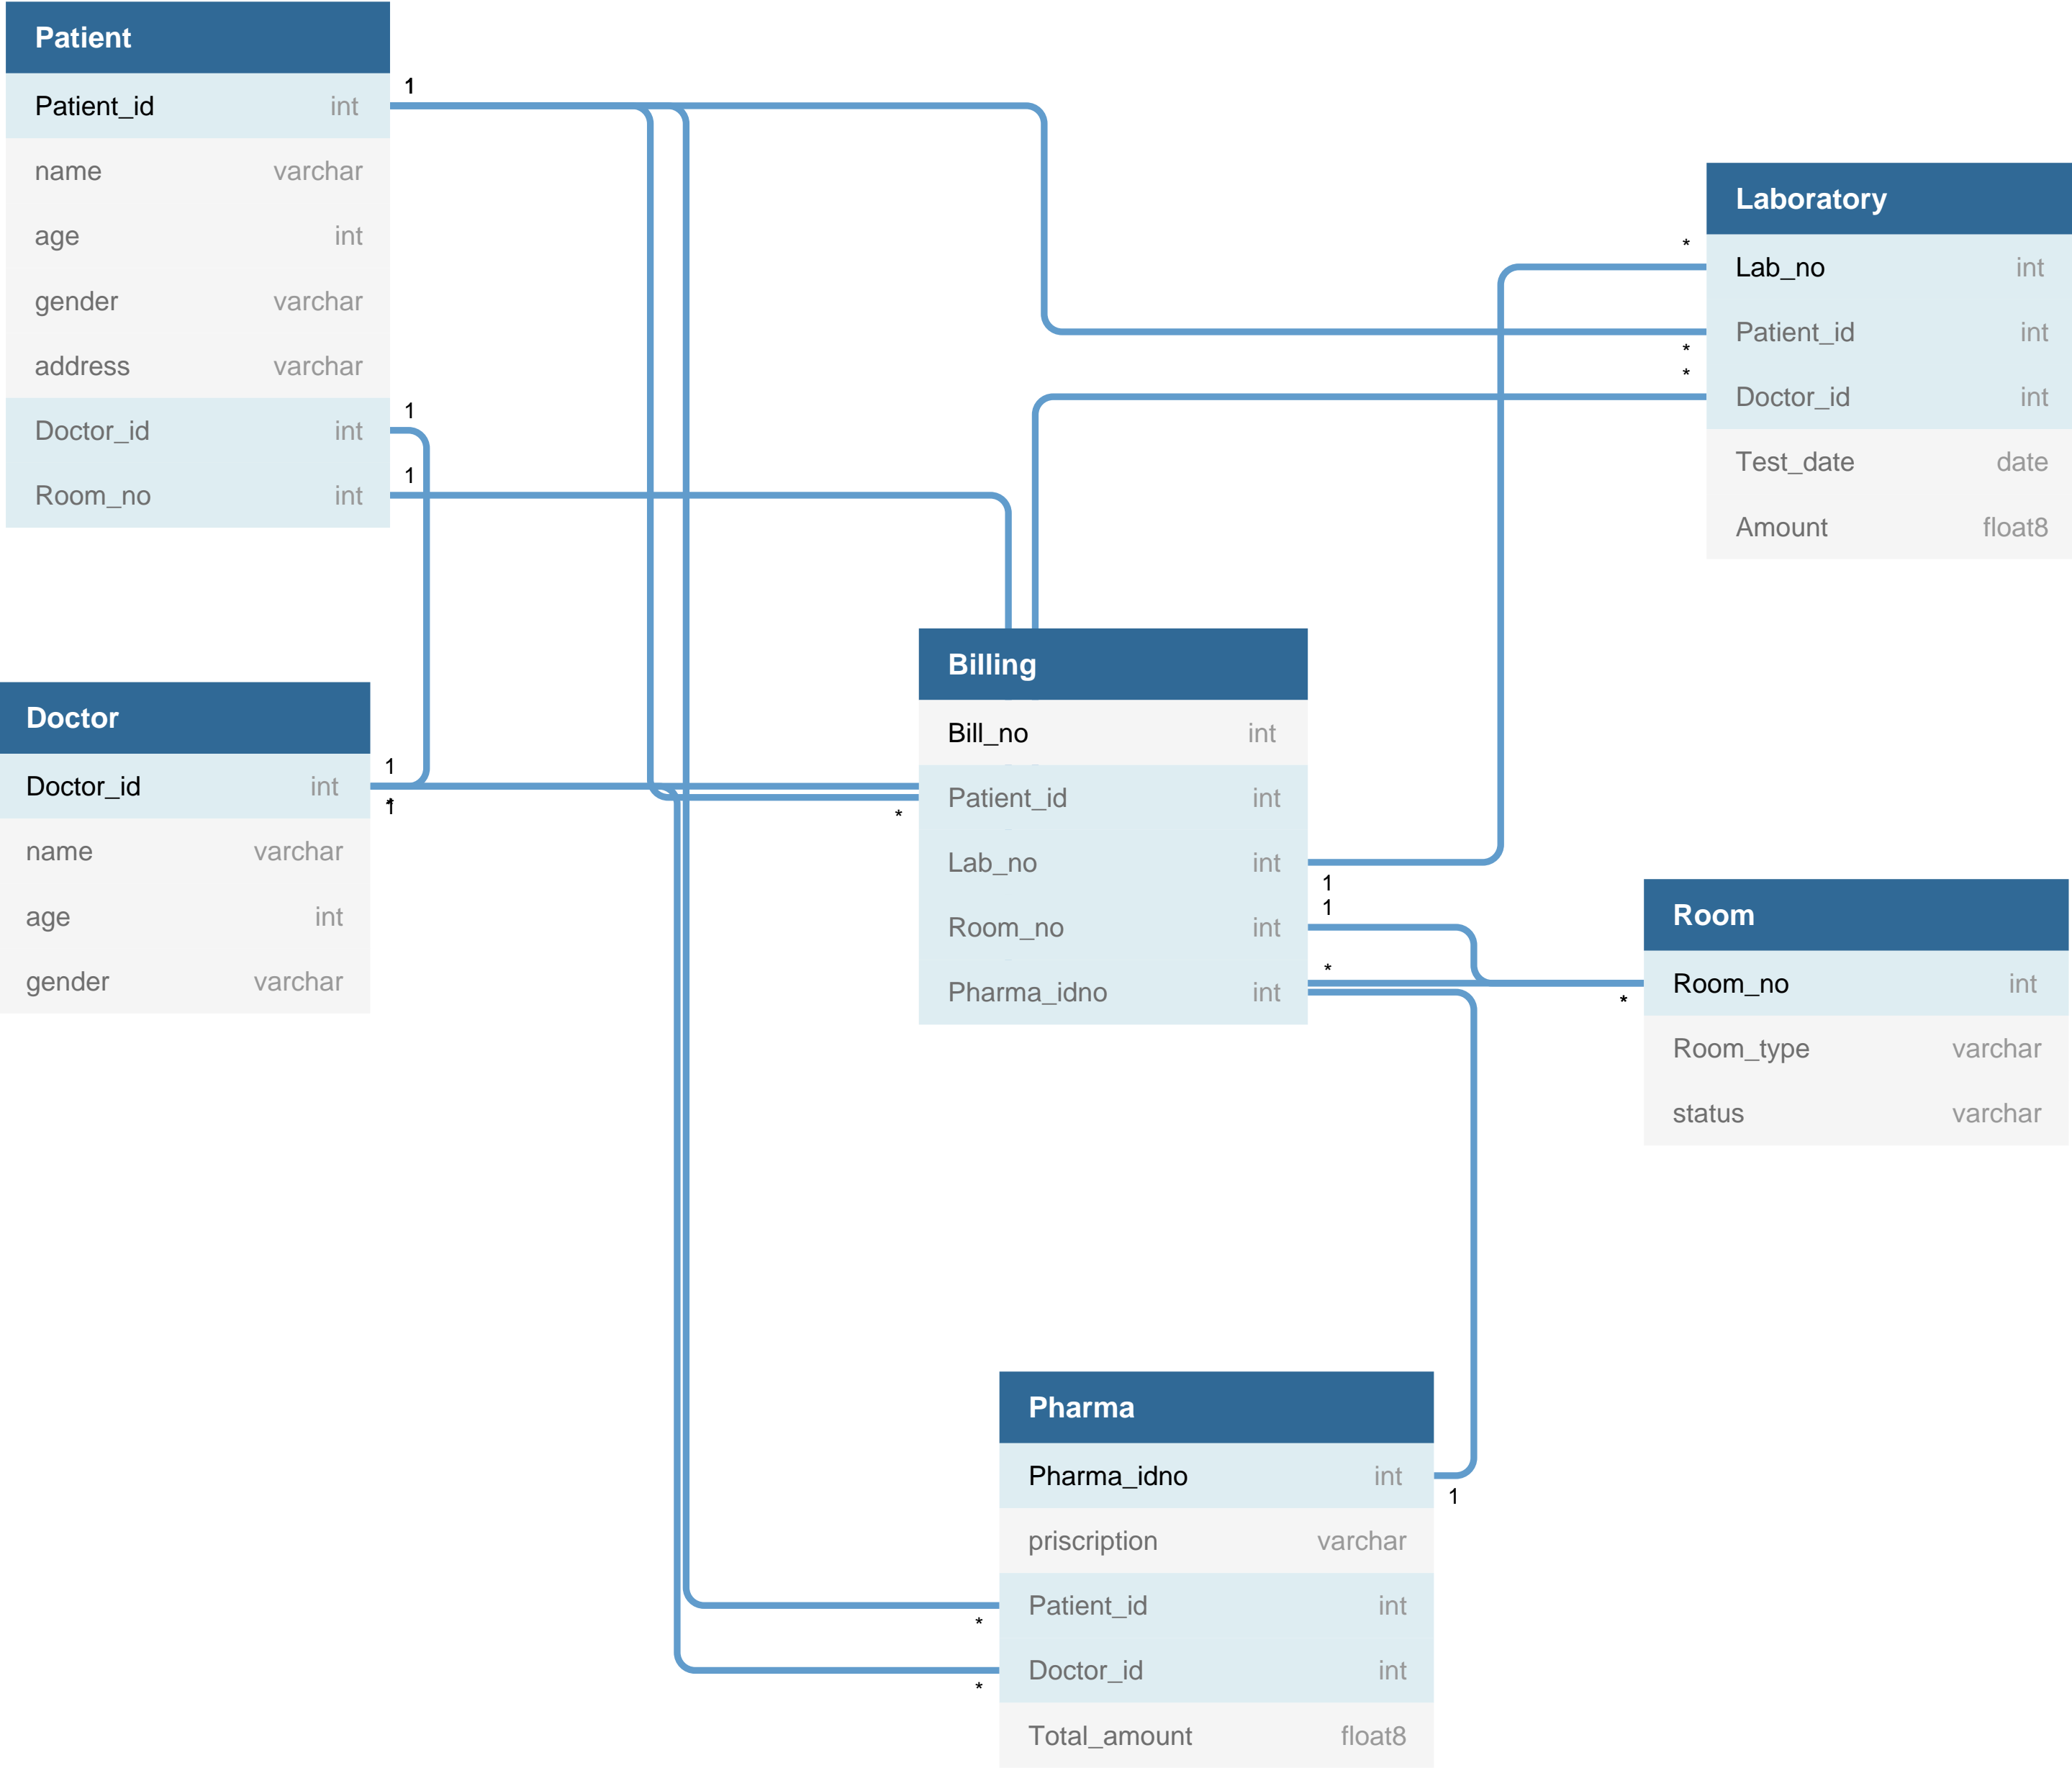 Patient
Patient_id int
name varchar
age int
gender varchar
address varchar
Doctor_id int
Room_no int
1
1
1
Laboratory
Lab_no int
Patient_id int
Doctor_id int
Test_date date
Amount float8
*
*
*
Doctor
Doctor_id int
name varchar
age int
gender varchar
1
*
1
Billing
Bill_no int
Patient_id int
Lab_no int
Room_no int
Pharma_idno int
*
1
1
*
Room
Room_no int
Room_type varchar
status varchar
*
Pharma
Pharma_idno int
priscription varchar
Patient_id int
Doctor_id int
Total_amount float8
1
*
*